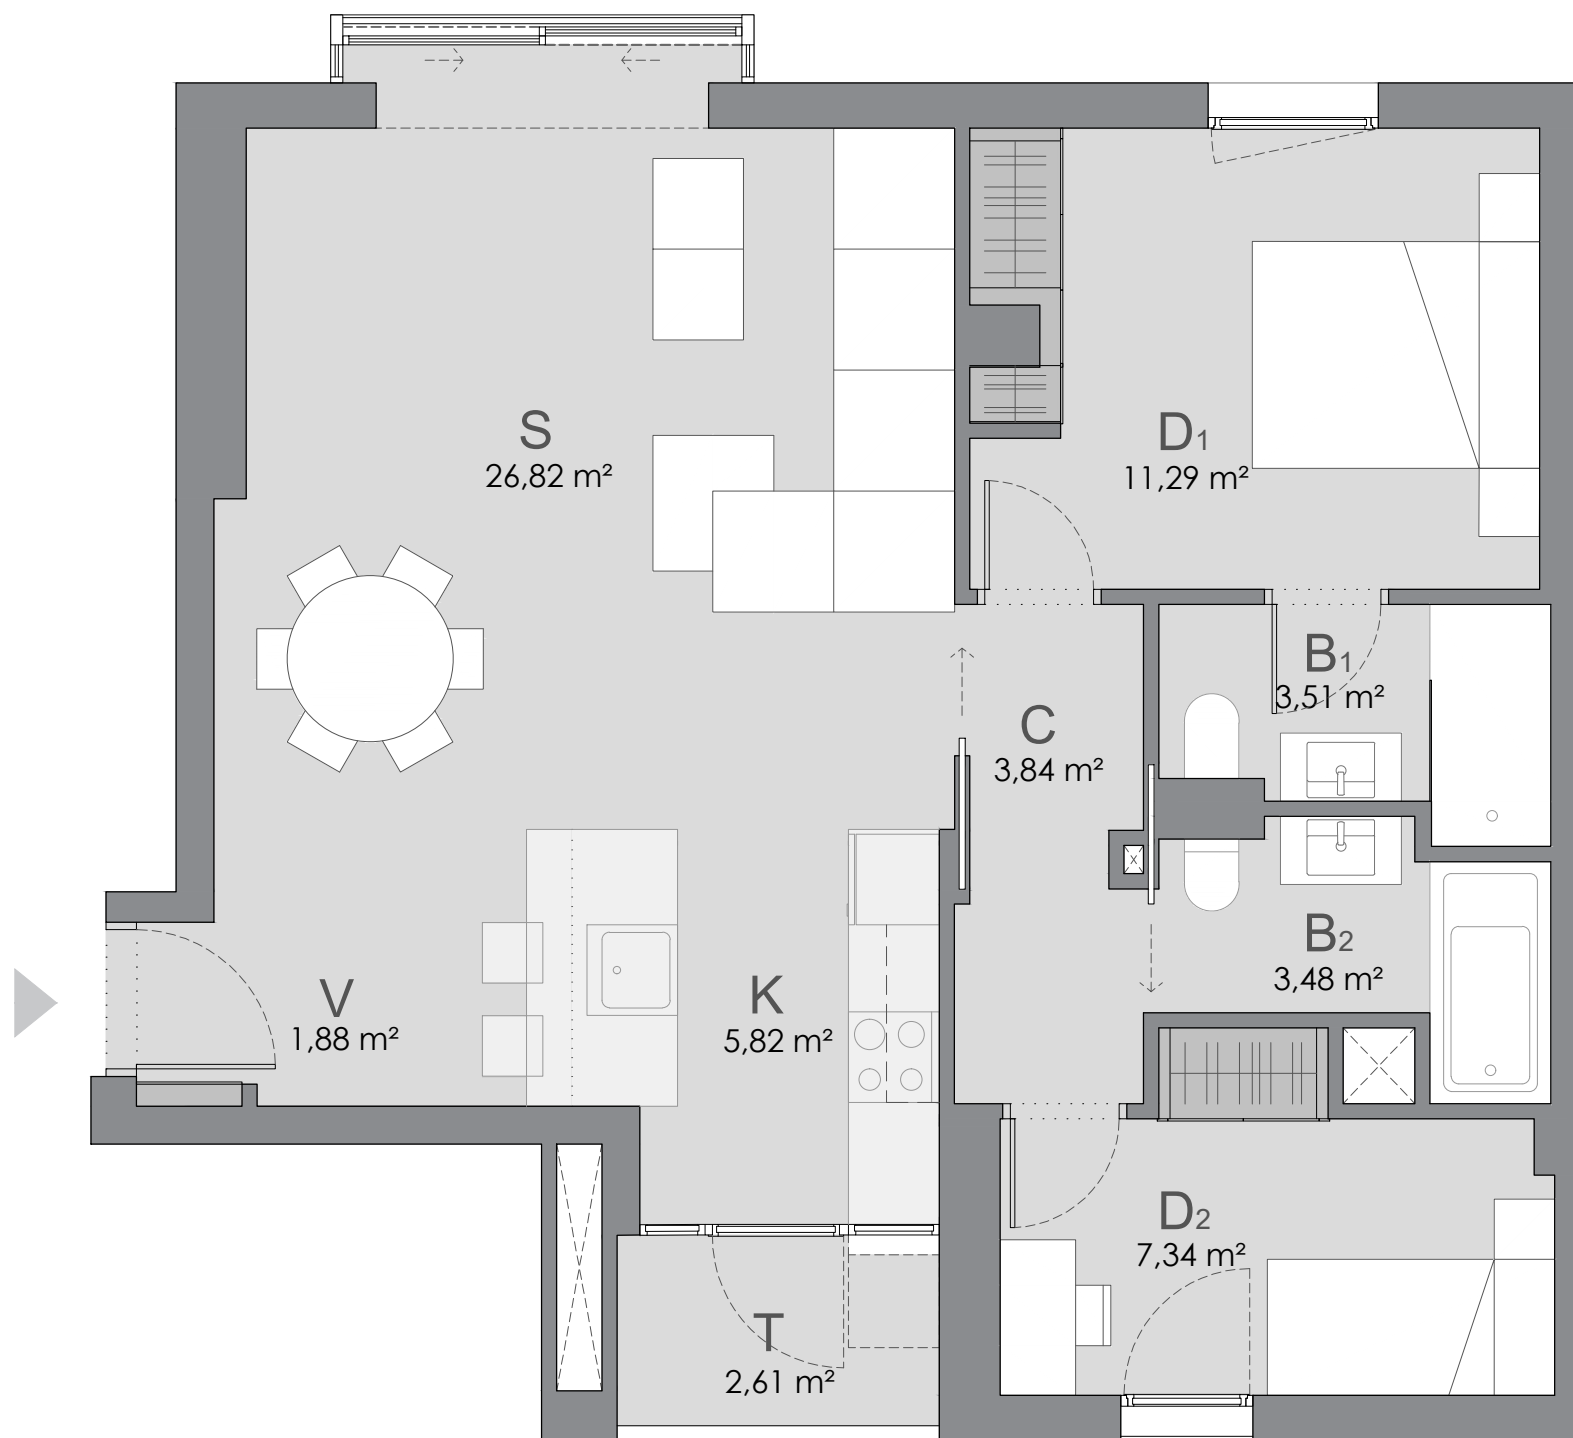 S
26,82 m²
D1
11,29 m²
B1
3,51 m²
C
3,84 m²
B2
3,48 m²
V
1,88 m²
K
5,82 m²
D2
7,34 m²
T
2,61 m²